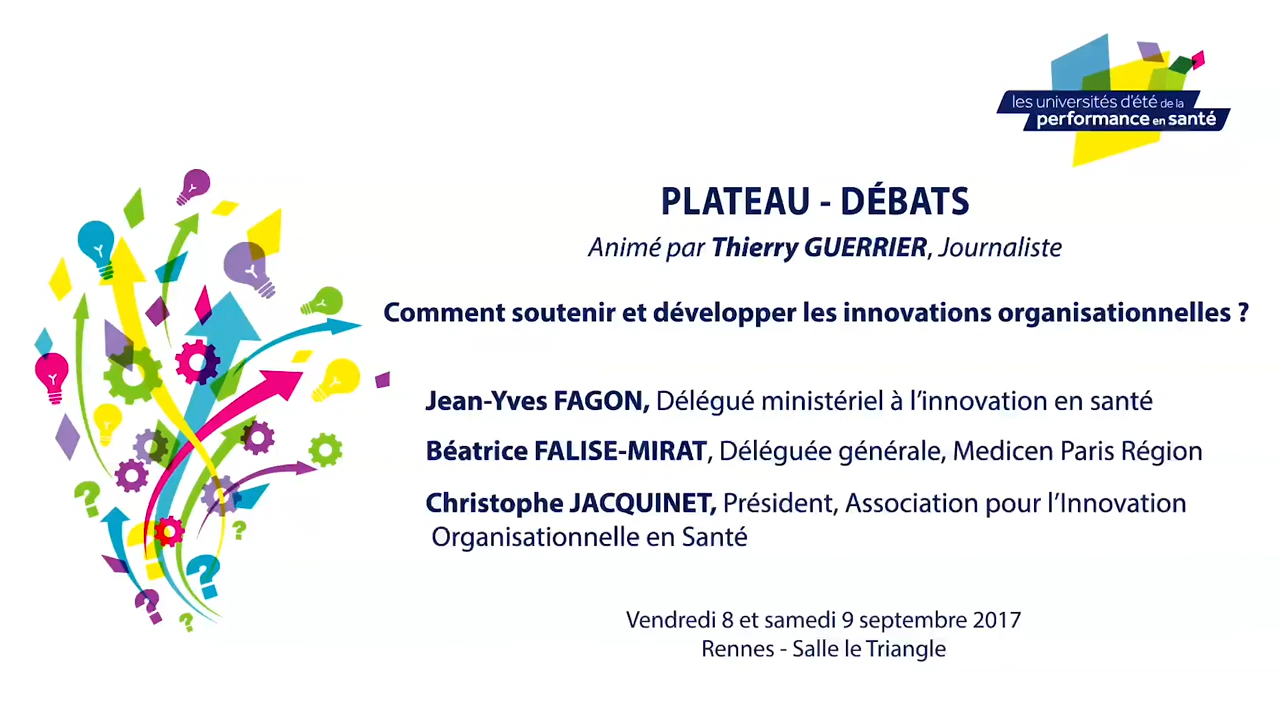 les universités d'été de la
performance en santé
PLATEAU - DÉBATS
Animé par Thierry GUERRIER, Journaliste
Comment soutenir et développer les innovations organisationnelles ?
Jean-Yves FAGON, Délégué ministériel à l'innovation en santé
Béatrice FALISE-MIRAT, Déléguée générale, Medicen Paris Région
Christophe JACQUINET, Président, Association pour l'Innovation
Organisationnelle en Santé
Vendredi 8 et samedi 9 septembre 2017
Rennes - Salle le Triangle